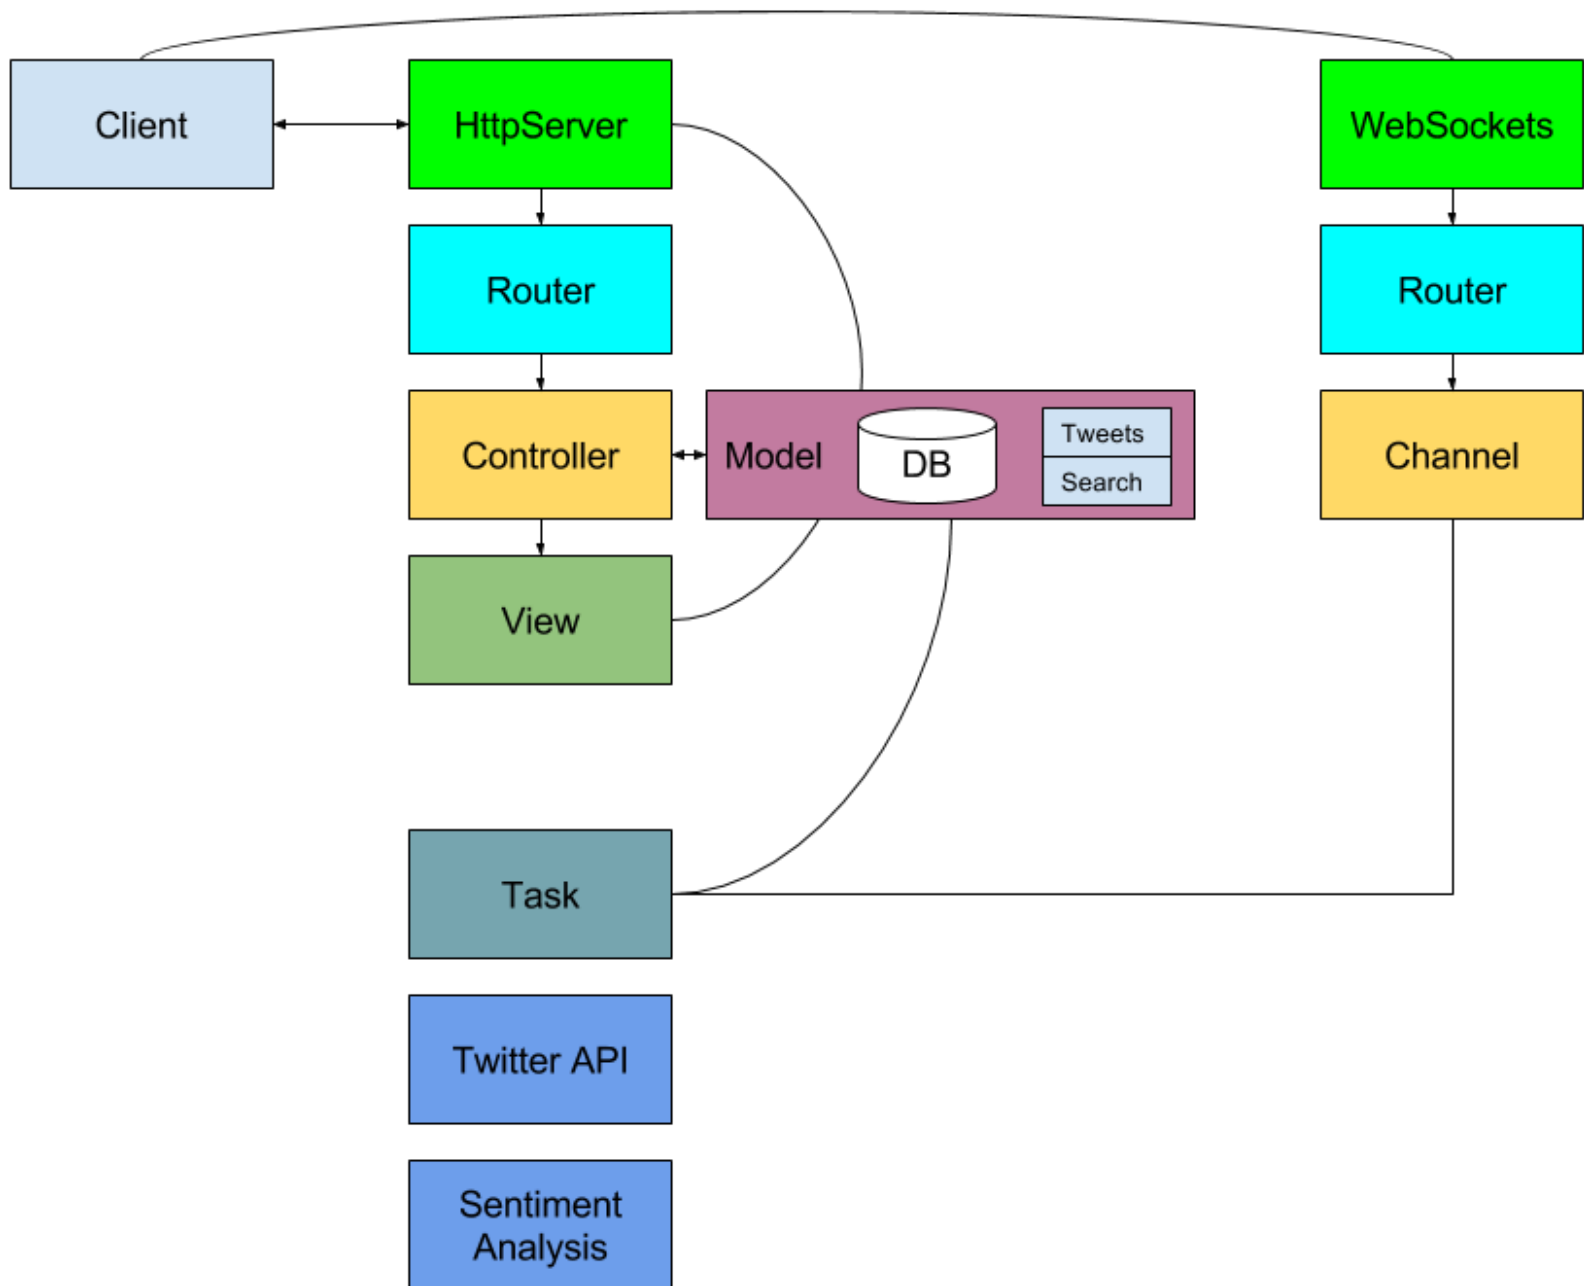 Client
HttpServer
WebSockets
Router
Router
Controller
Model
DB
Tweets
Search
Channel
View
Task
Twitter API
Sentiment
Analysis